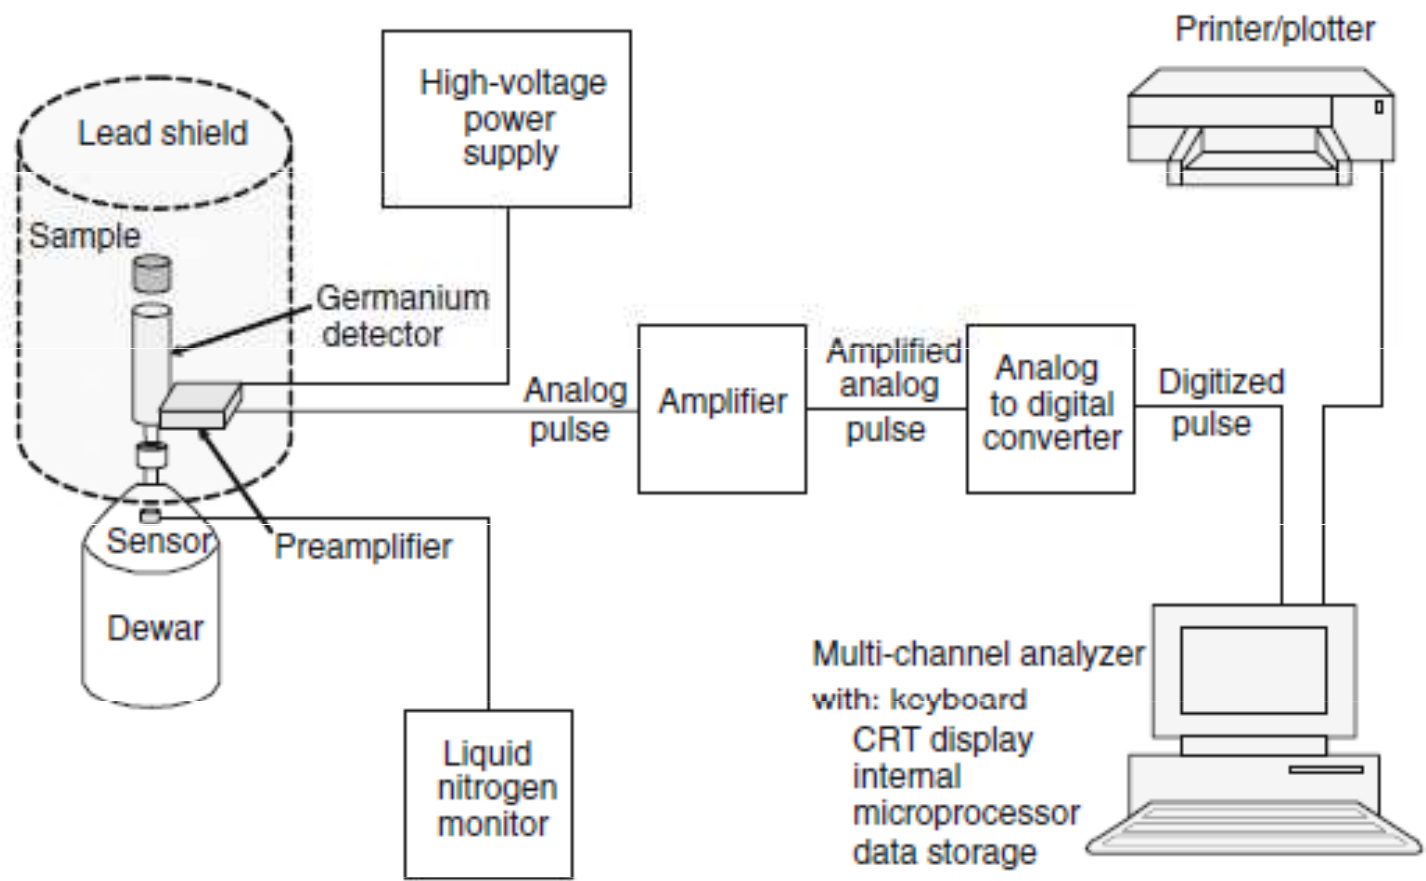 Printer/plotter
High-voltage
power
supply
Lead shield
Sample
Germanium
detector
Analog
pulse
Amplifier
Amplified
analog
pulse
Analog
to digital
converter
Digitized
pulse
Sensor
Preamplifier
Dewar
Liquid
nitrogen
monitor
Multi-channel analyzer
with: keyboard
CRT display
internal
microprocessor
data storage